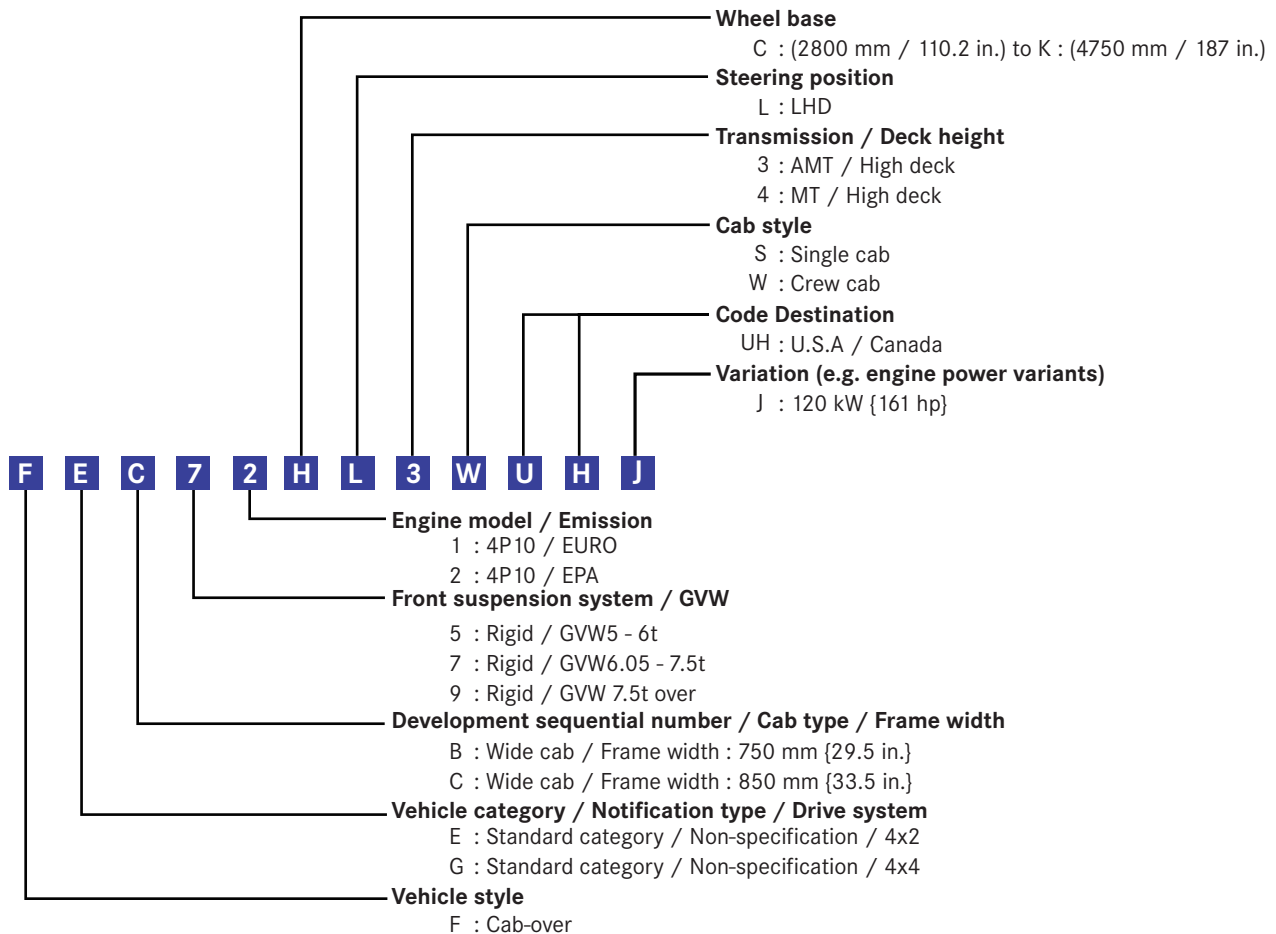 Wheel base
C : (2800 mm / 110.2 in.) to K : (4750 mm / 187 in.)
Steering position
L : LHD
Transmission / Deck height
3 : AMT / High deck
4 : MT / High deck
Cab style
S : Single cab
W : Crew cab
Code Destination
UH : U.S.A / Canada
Variation (e.g. engine power variants)
J : 120 kW {161 hp}
F E C 7 2 H L 3 W U H J
Engine model / Emission
1 : 4P10 / EURO
2 : 4P10 / EPA
Front suspension system / GVW
5 : Rigid / GVW5 - 6t
7 : Rigid / GVW6.05 - 7.5t
9 : Rigid / GVW 7.5t over
Development sequential number / Cab type / Frame width
B : Wide cab / Frame width : 750 mm {29.5 in.}
C : Wide cab / Frame width : 850 mm {33.5 in.}
Vehicle category / Notification type / Drive system
E : Standard category / Non-specification / 4x2
G : Standard category / Non-specification / 4x4
Vehicle style
F : Cab-over